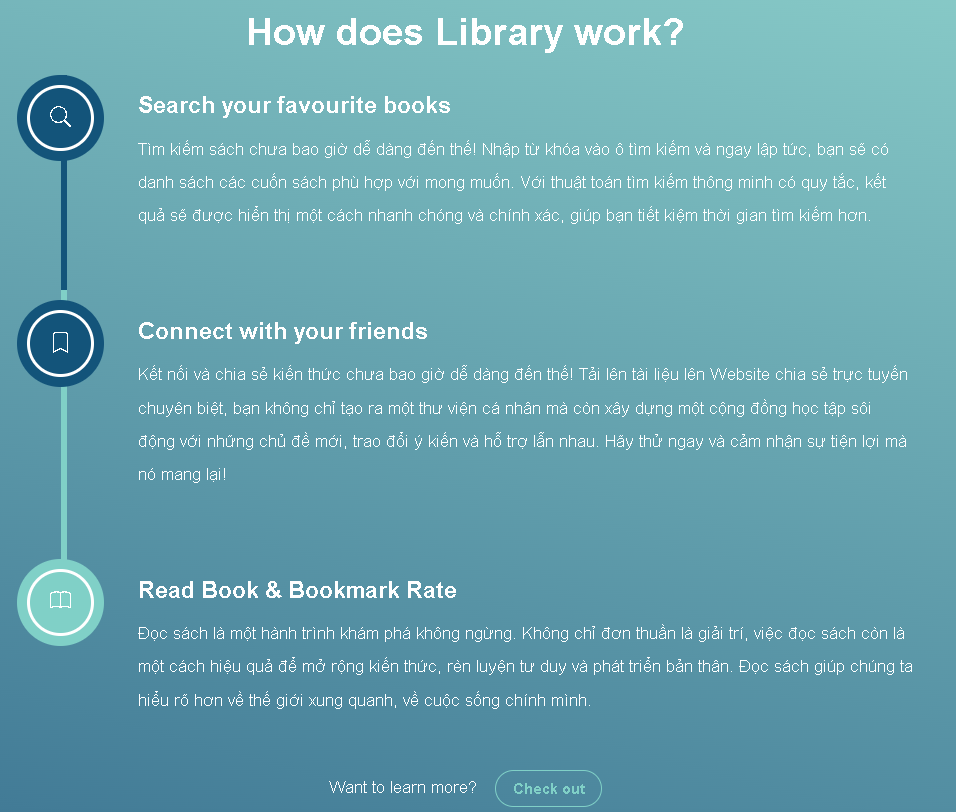 How does Library work?
Search your favourite books
Tìm kiếm sách chưa bao giờ dễ dàng đến thế! Nhập từ khóa vào ô tìm kiếm và ngay lập tức, bạn sẽ có
danh sách các cuốn sách phù hợp với mong muốn. Với thuật toán tìm kiếm thông minh có quy tắc, kết
quả sẽ được hiển thị một cách nhanh chóng và chính xác, giúp bạn tiết kiệm thời gian tìm kiếm hơn.
Connect with your friends
Kết nối và chia sẻ kiến thức chưa bao giờ dễ dàng đến thế! Tải lên tài liệu lên Website chia sẻ trực tuyến
chuyên biệt, bạn không chỉ tạo ra một thư viện cá nhân mà còn xây dựng một cộng đồng học tập sôi
động với những chủ đề mới, trao đổi ý kiến và hỗ trợ lẫn nhau. Hãy thử ngay và cảm nhận sự tiện lợi mà
nó mang lại!
Read Book & Bookmark Rate
Đọc sách là một hành trình khám phá không ngừng. Không chỉ đơn thuần là giải trí, việc đọc sách còn là
một cách hiệu quả để mở rộng kiến thức, rèn luyện tư duy và phát triển bản thân. Đọc sách giúp chúng ta
hiểu rõ hơn về thế giới xung quanh, về cuộc sống chính mình.
Want to learn more? Check out